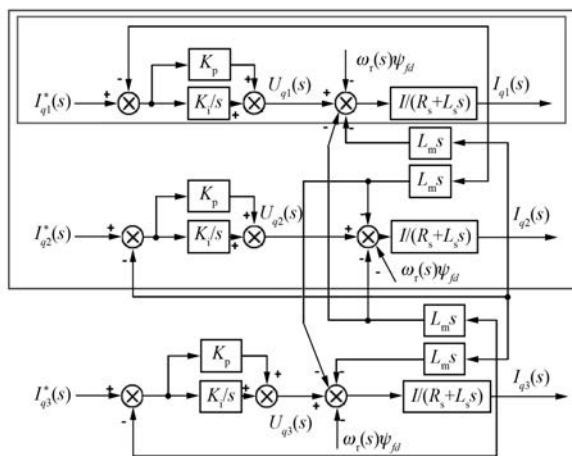 ω_r(s)ψ_fd
K_p
U_q1(s)
I_q1(s)
I*_q1(s)
K_i/s
I/(R_s+L_s s)
L_m s
L_m s
K_p
U_q2(s)
I_q2(s)
I*_q2(s)
K_i/s
I/(R_s+L_s s)
ω_r(s)ψ_fd
L_m s
L_m s
K_p
I_q3(s)
I*_q3(s)
K_i/s
I/(R_s+L_s s)
U_q3(s)
ω_r(s)ψ_fd